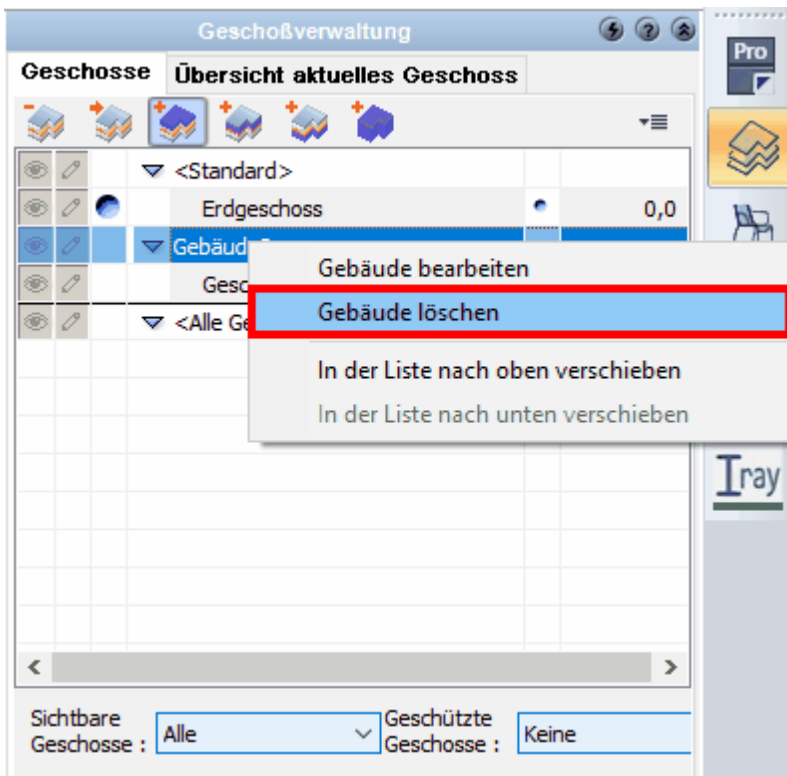 Geschoßverwaltung
Pro
Geschosse Übersicht aktuelles Geschoss
<Standard>
Erdgeschoss 0,0
Gebäude bearbeiten
Gebäude löschen
In der Liste nach oben verschieben
In der Liste nach unten verschieben
Iray
Sichtbare Geschosse : Alle
Geschützte Geschosse : Keine